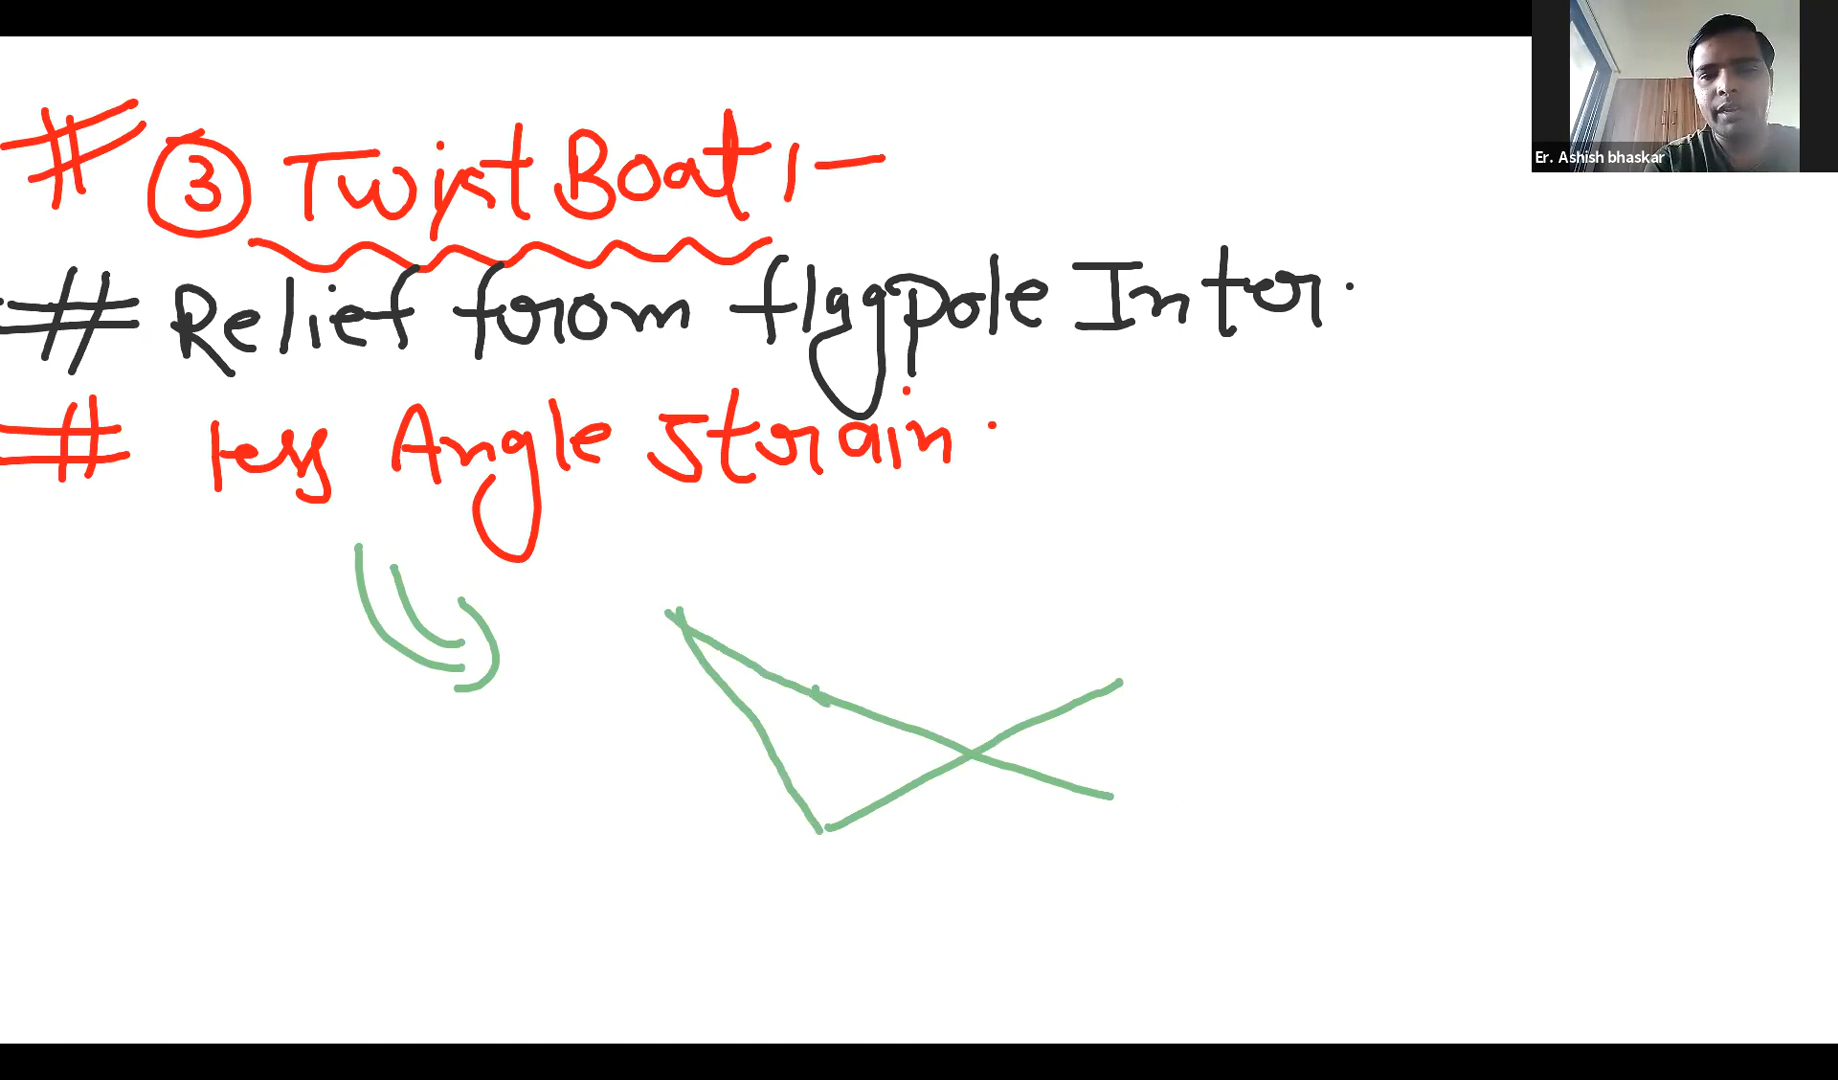 # ③ Twist Boat :-
# Relief from flagpole Inter.
# less Angle Strain.
Er. Ashish bhaskar